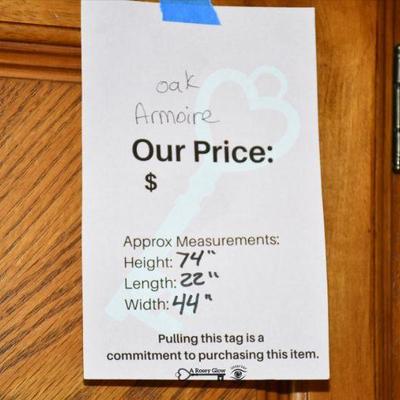 oak
Armoire
Our Price:
$
Approx Measurements:
Height: 74"
Length: 22"
Width: 44"
Pulling this tag is a
commitment to purchasing this item.
A Rosey Glow